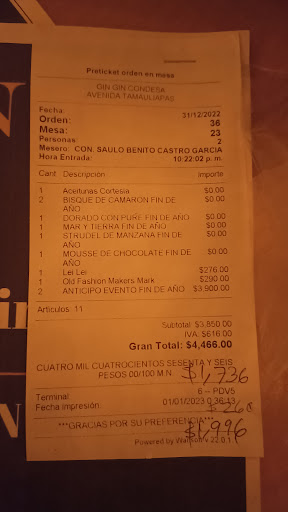 Preticket orden en mesa
GIN GIN CONDESA
AVENIDA TAMAULIPAS
Fecha: 31/12/2022
Orden: 36
Mesa: 23
Personas: 2
Mesero: CON. SAULO BENITO CASTRO GARCIA
Hora Entrada: 10:22:02 p. m.
Cant. Descripción Importe
1 Aceitunas Cortesia $0.00
2 BISQUE DE CAMARÓN FIN DE AÑO $0.00
1 DORADO CON PURE FIN DE AÑO $0.00
1 MAR Y TIERRA FIN DE AÑO $0.00
1 STRUDEL DE MANZANA FIN DE AÑO $0.00
1 MOUSSE DE CHOCOLATE FIN DE AÑO $0.00
1 Lei Lei $276.00
1 Old Fashion Makers Mark $290.00
2 ANTICIPO EVENTO FIN DE AÑO $3,900.00
Articulos: 11
Subtotal: $3,850.00
IVA: $616.00
Gran Total: $4,466.00
CUATRO MIL CUATROCIENTOS SESENTA Y SEIS
PESOS 00/100 M.N.
$1,736
Terminal: 6 -- PDV5
Fecha impresión: 01/01/2023 0:36:13
$ 260
***GRACIAS POR SU PREFERENCIA***
$1,996
Powered by
v.22.0.1